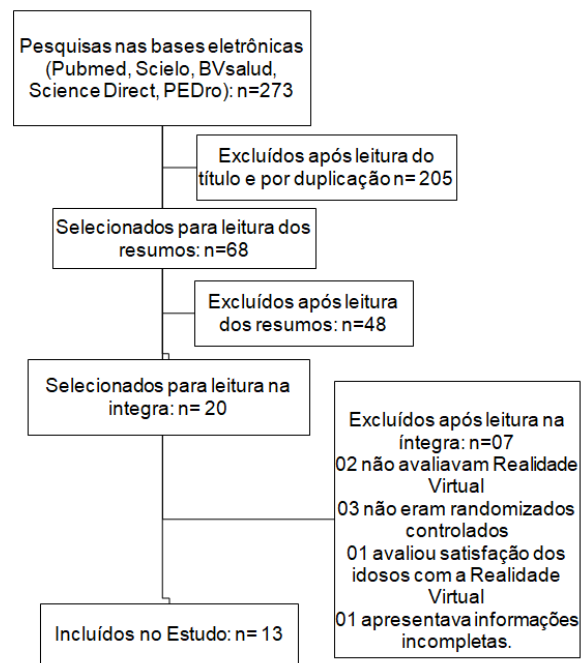 Pesquisas nas bases eletrônicas
(Pubmed, Scielo, BVsalud,
Science Direct, PEDro): n=273
Excluídos após leitura do
título e por duplicação n= 205
Selecionados para leitura dos
resumos: n=68
Excluídos após leitura
dos resumos: n=48
Selecionados para leitura na
integra: n= 20
Excluídos após leitura na
íntegra: n=07
02 não avaliavam Realidade
Virtual
03 não eram randomizados
controlados
01 avaliou satisfação dos
idosos com a Realidade
Virtual
01 apresentava informações
incompletas.
Incluídos no Estudo: n= 13